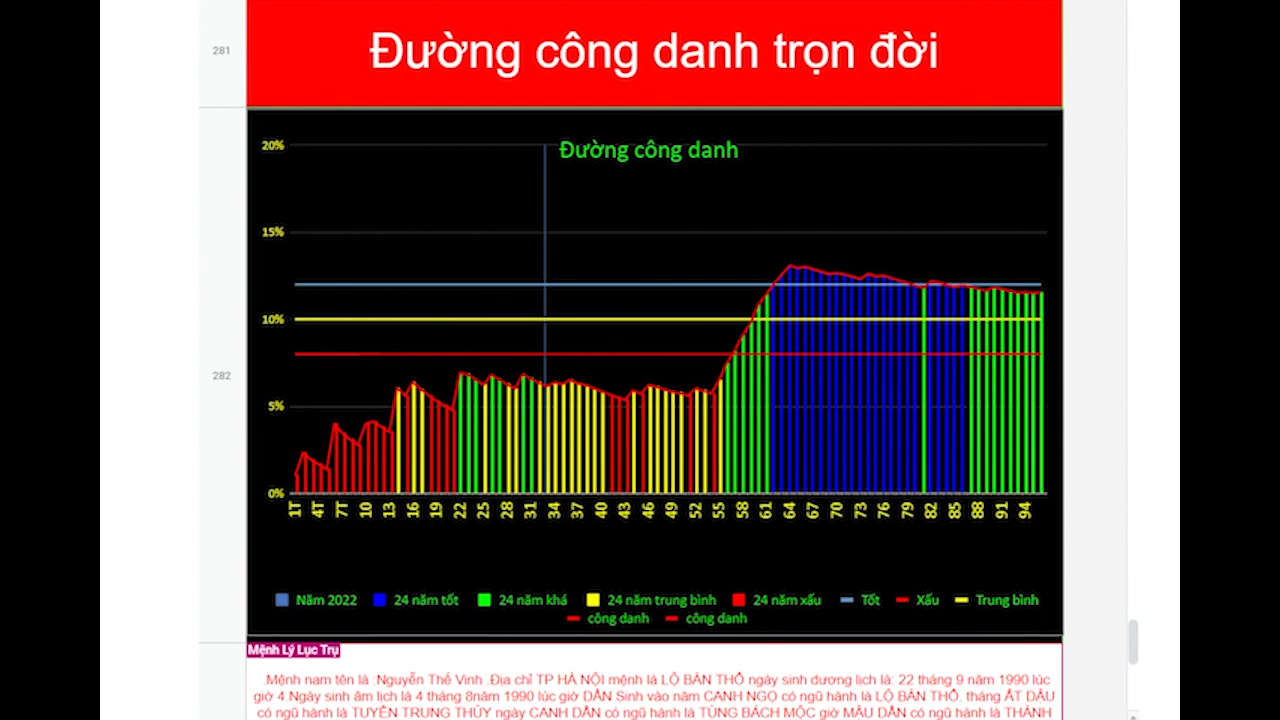 281
Đường công danh trọn đời
Đường công danh
20%
15%
10%
5%
0%
282
1T 4T 7T 10 13 16 19 22 25 28 31 34 37 40 43 46 49 52 55 58 61 64 67 70 73 76 79 82 85 88 91 94
Năm 2022 24 năm tốt 24 năm khá 24 năm trung bình 24 năm xấu Tốt Xấu Trung bình
công danh công danh
Mệnh Lý Lục Trụ
.Mệnh nam tên là :Nguyễn Thế Vinh .Địa chỉ TP HÀ NỘI mệnh là LỘ BÀN THỔ ngày sinh dương lịch là: 22 tháng 9 năm 1990 lúc
giờ 4.Ngày sinh âm lịch là 4 tháng 8năm 1990 lúc giờ DẦN Sinh vào năm CANH NGỌ có ngũ hành là LỘ BÀN THỔ. tháng ẤT DẬU
có ngũ hành là TUYỀN TRUNG THỦY ngày CANH DẦN có ngũ hành là TÙNG BÁCH MỘC giờ MẬU DẦN có ngũ hành là THÀNH